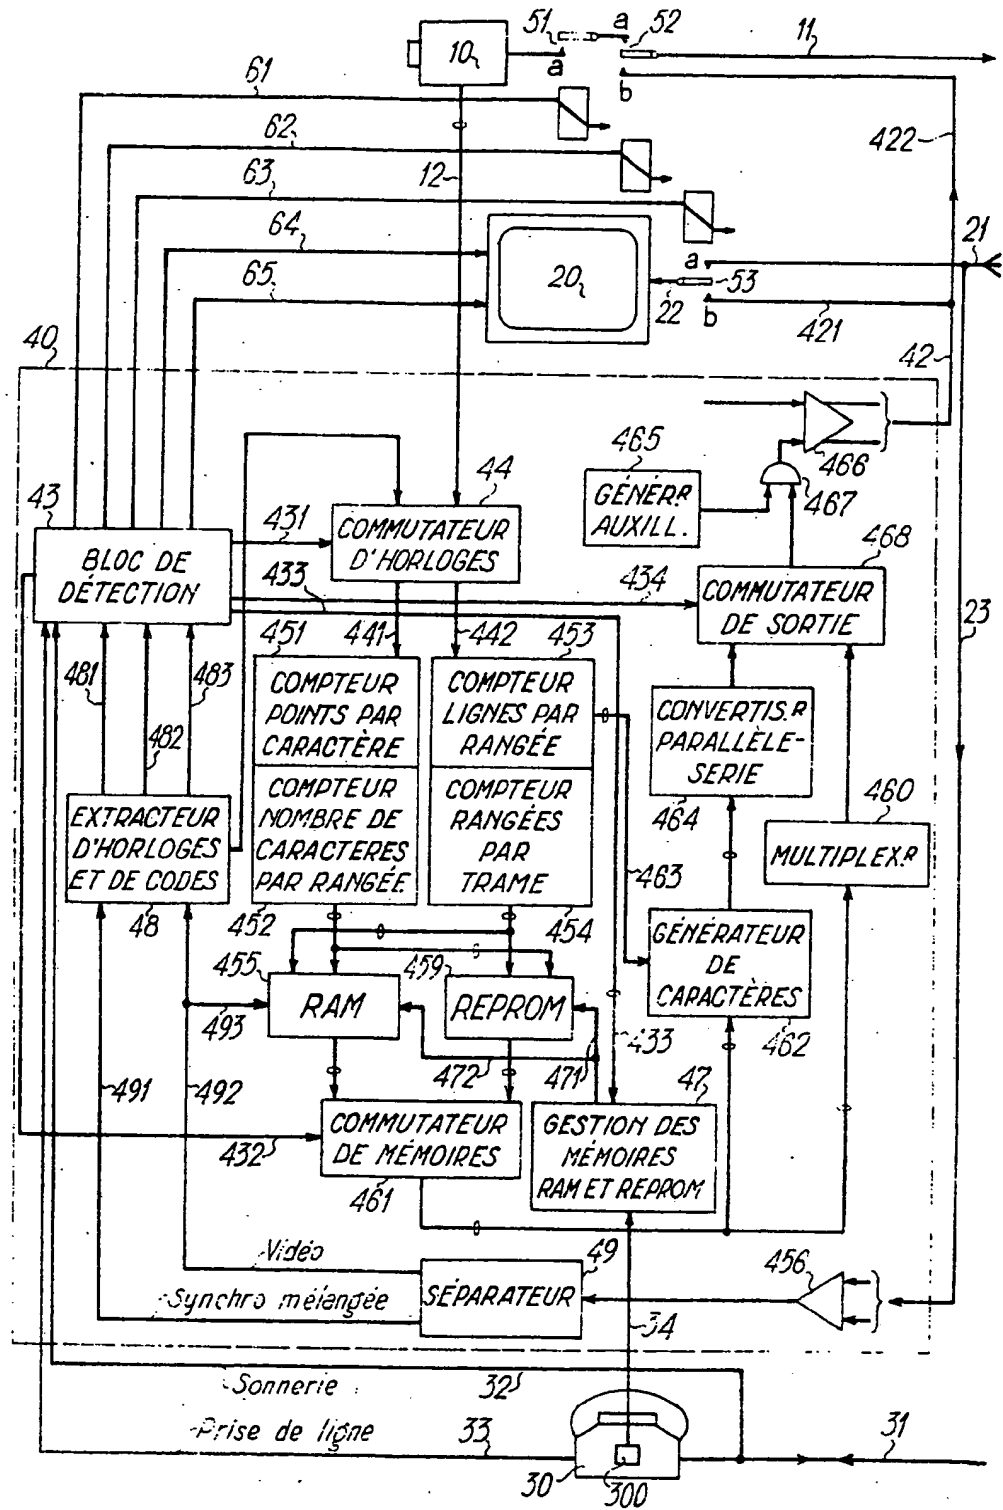 51 a 52 11
10 a
61 b
62 422
12
63
64 21
a
65 20 53
22 b
421
40 42
465 466
GÉNÉR.R
AUXILL.
467
43 44
431 COMMUTATEUR
D'HORLOGES
468
BLOC DE
DÉTECTION
433 434 COMMUTATEUR
DE SORTIE
23
451 441 442 453
481 483
482
COMPTEUR
POINTS PAR
CARACTÈRE
COMPTEUR
LIGNES PAR
RANGÉE
CONVERTIS.R
PARALLÈLE-
SERIE
464
460
EXTRACTEUR
D'HORLOGES
ET DE CODES
48
COMPTEUR
NOMBRE DE
CARACTERES
PAR RANGÉE
452
COMPTEUR
RANGÉES
PAR
TRAME
454
463
MULTIPLEX.R
455 459
GÉNÉRATEUR
DE
CARACTÈRES
462
RAM REPROM
493
491 492 472 471 433 47
COMMUTATEUR
DE MÉMOIRES
432 461
GESTION DES
MÉMOIRES
RAM ET REPROM
Vidéo 49 456
SÉPARATEUR
Synchro mélangée
34
Sonnerie 32
Prise de ligne 33 31
30 300